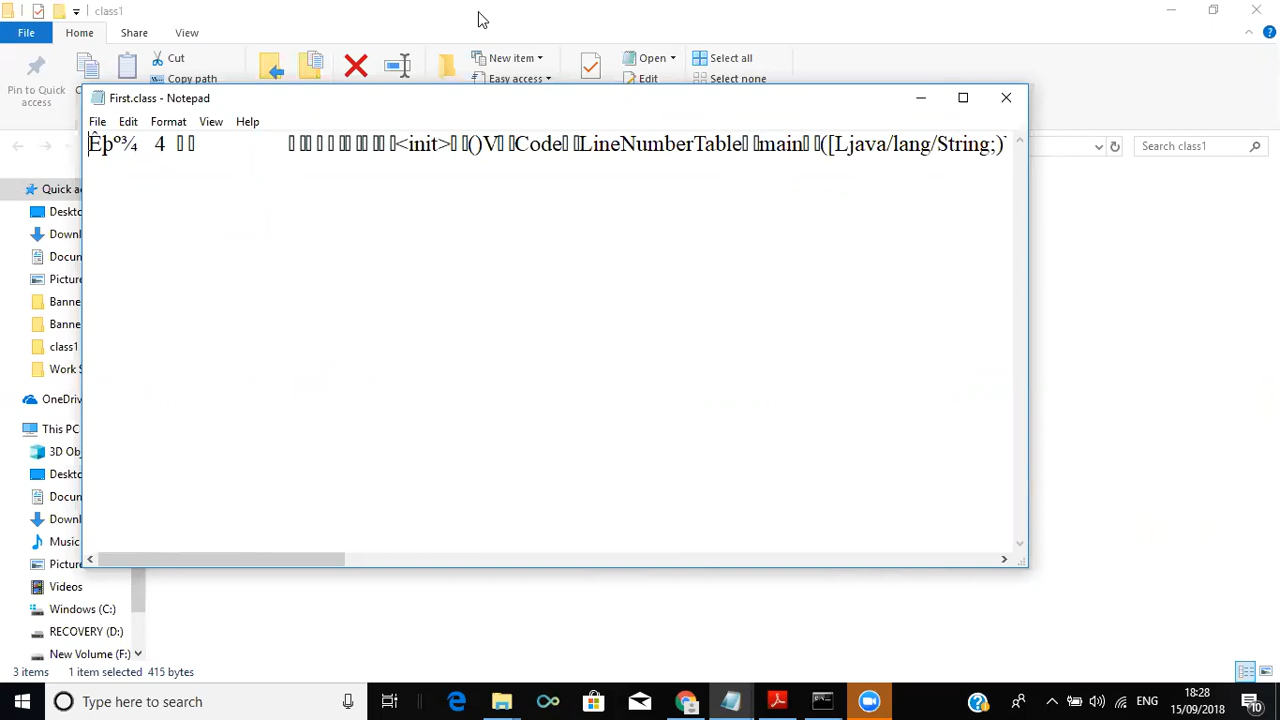 class1
File Home Share View
Cut
Copy path
New item
Easy access
Open
Edit
Select all
Select none
Pin to Quick
access
First.class - Notepad
File Edit Format View Help
Êþº¾ 4 <init> ()V Code LineNumberTable main ([Ljava/lang/String;)
Search class1
Quick ac
Deskto
Downl
Docun
Picture
Banne
Banne
class1
Work S
OneDriv
This PC
3D Obj
Deskto
Docun
Downl
Music
Picture
Videos
Windows (C:)
RECOVERY (D:)
New Volume (F:)
3 items 1 item selected 415 bytes
Type here to search
ENG
18:28
15/09/2018
10